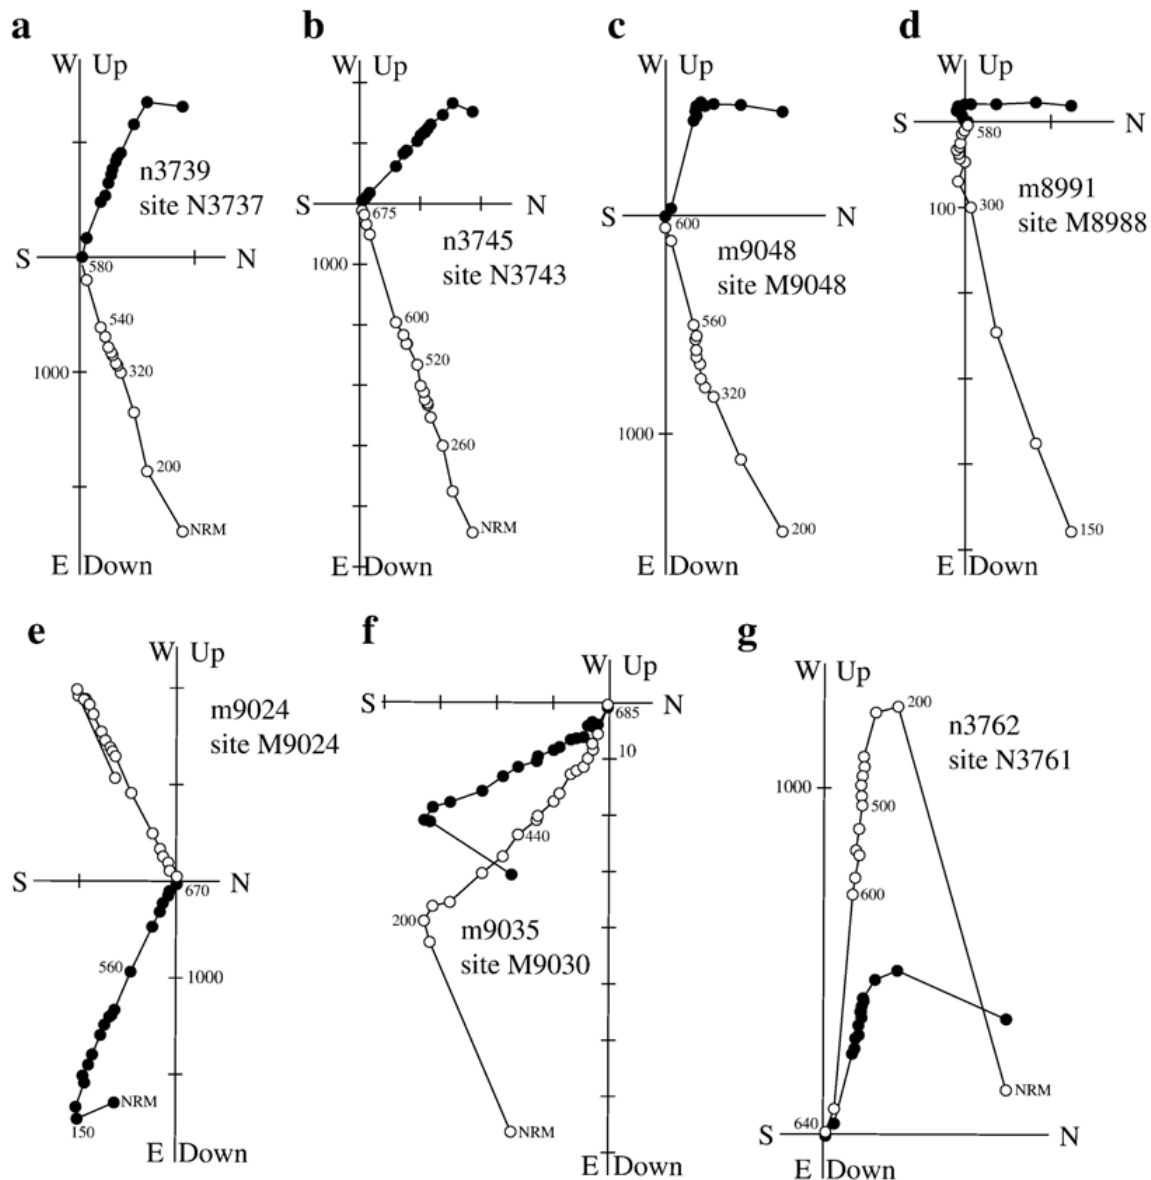 a
W Up
n3739
site N3737
S N
580
540
1000
320
200
NRM
E Down
b
W Up
S N
675
n3745
site N3743
1000
600
520
260
NRM
E Down
c
W Up
S N
600
m9048
site M9048
560
320
1000
200
E Down
d
W Up
S N
580
m8991
site M8988
100
300
150
E Down
e
W Up
m9024
site M9024
S N
670
560
1000
NRM
150
E Down
f
W Up
S N
685
10
440
200
m9035
site M9030
NRM
E Down
g
W Up
200
n3762
site N3761
1000
500
600
NRM
640
S N
E Down